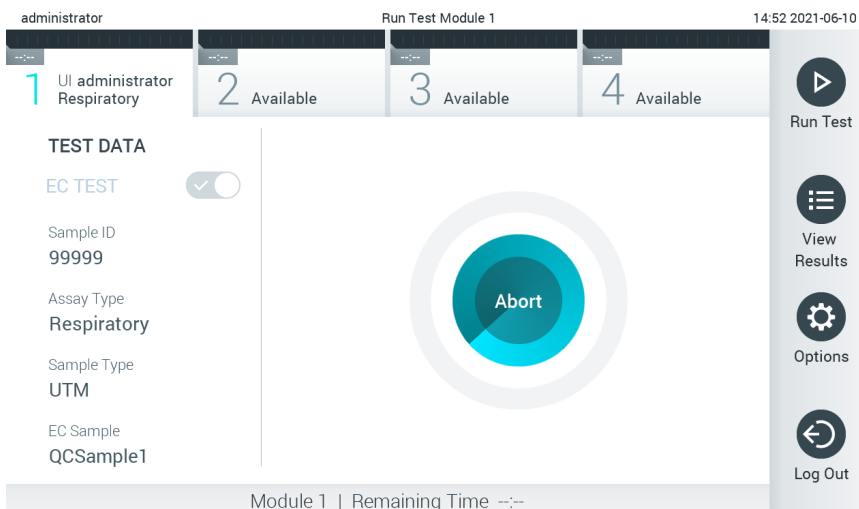 administrator
Run Test Module 1
14:52 2021-06-10
--:--
--:--
--:--
--:--
1
UI administrator
Respiratory
2 Available
3 Available
4 Available
Run Test
TEST DATA
EC TEST
Sample ID
99999
Assay Type
Respiratory
Sample Type
UTM
EC Sample
QCSample1
Abort
View
Results
Options
Log Out
Module 1 | Remaining Time --:--